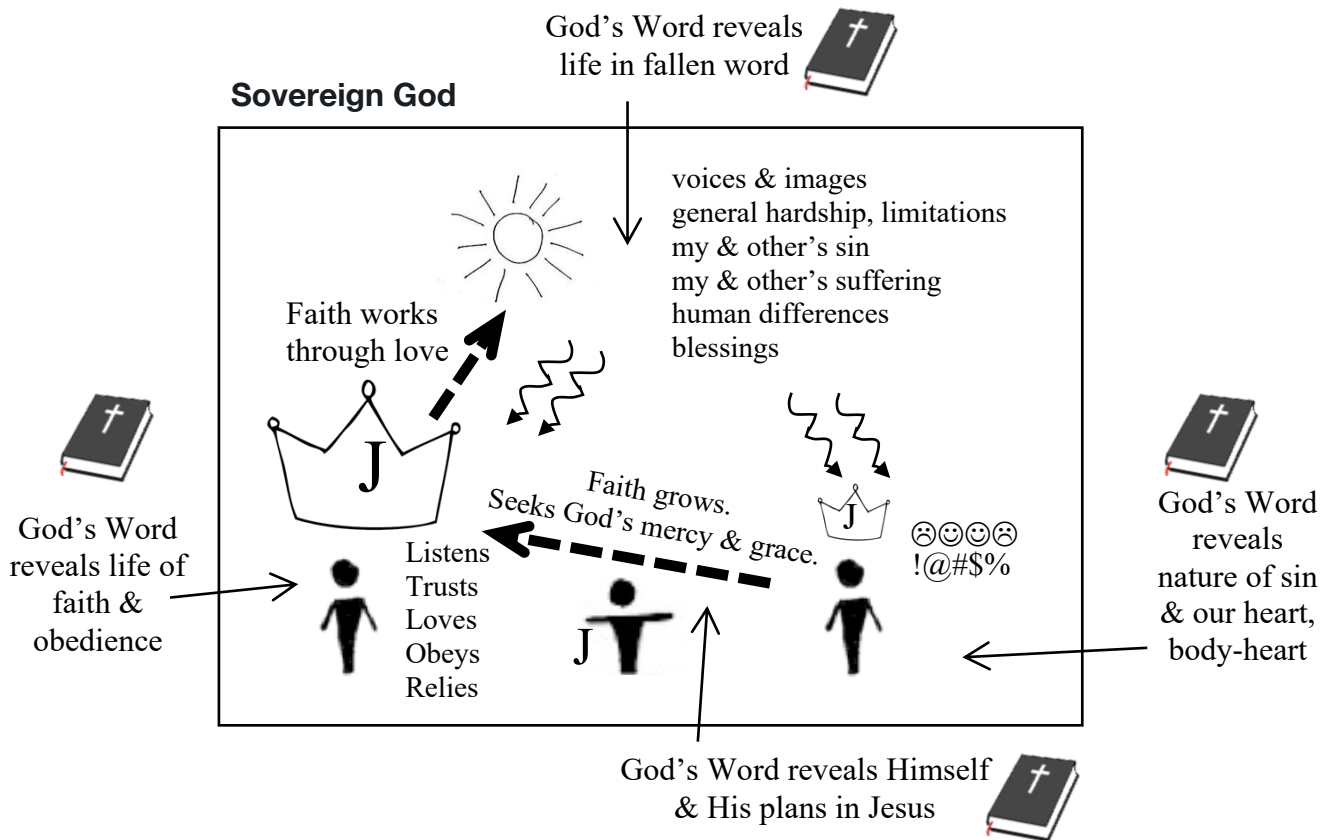 God’s Word reveals
life in fallen word
Sovereign God
voices & images
general hardship, limitations
my & other’s sin
my & other’s suffering
human differences
blessings
Faith works
through love
J
Faith grows.
Seeks God’s mercy & grace.
J
☹☺☺☹
!@#$%
God’s Word
reveals life of
faith &
obedience
Listens
Trusts
Loves
Obeys
Relies
J
God’s Word
reveals
nature of sin
& our heart,
body-heart
God’s Word reveals Himself
& His plans in Jesus